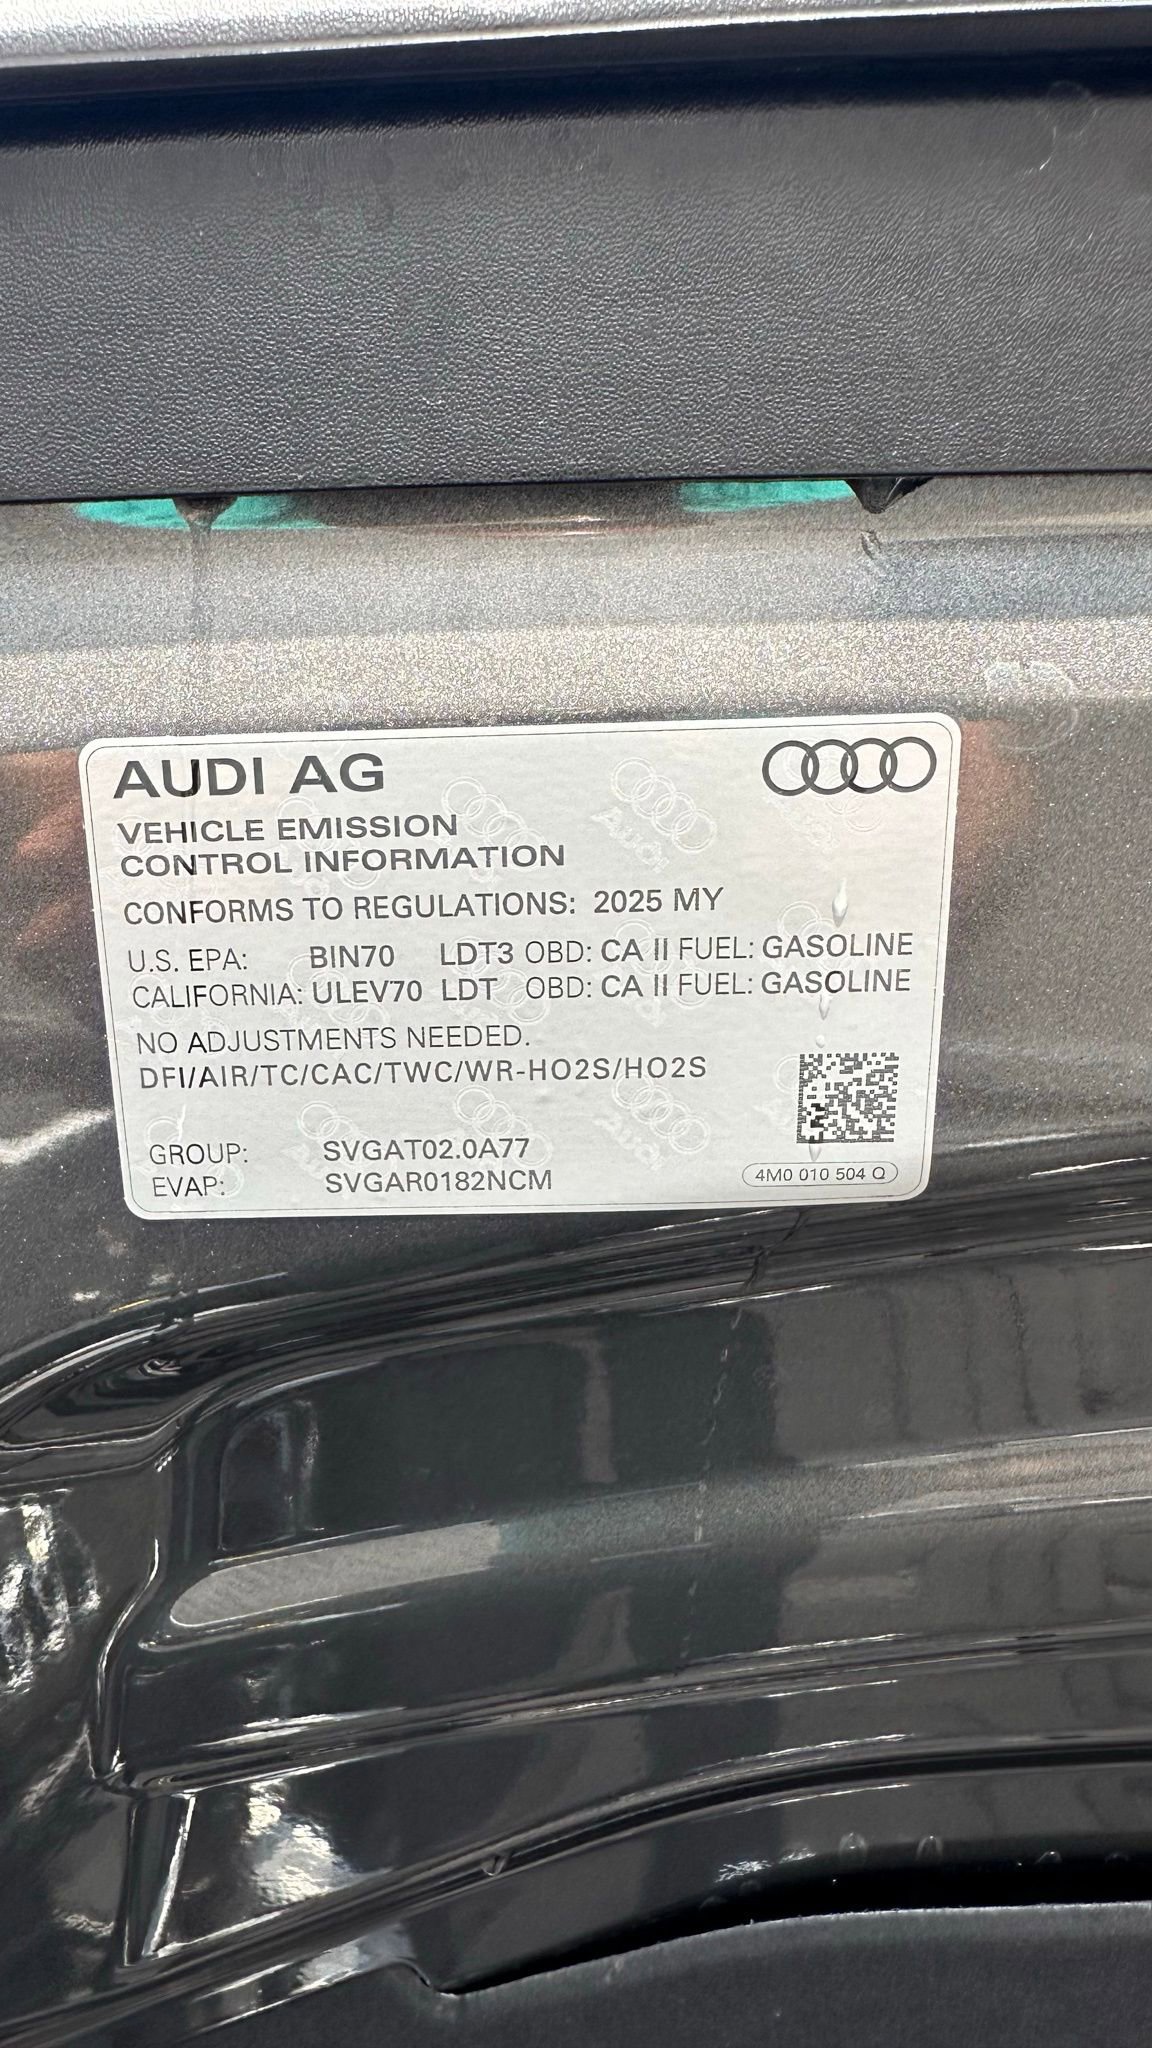 AUDI AG
VEHICLE EMISSION
CONTROL INFORMATION
CONFORMS TO REGULATIONS: 2025 MY
U.S. EPA: BIN70 LDT3 OBD: CA II FUEL: GASOLINE
CALIFORNIA: ULEV70 LDT OBD: CA II FUEL: GASOLINE
NO ADJUSTMENTS NEEDED.
DFI/AIR/TC/CAC/TWC/WR-HO2S/HO2S
GROUP: SVGAT02.0A77
EVAP: SVGAR0182NCM
4M0 010 504 Q